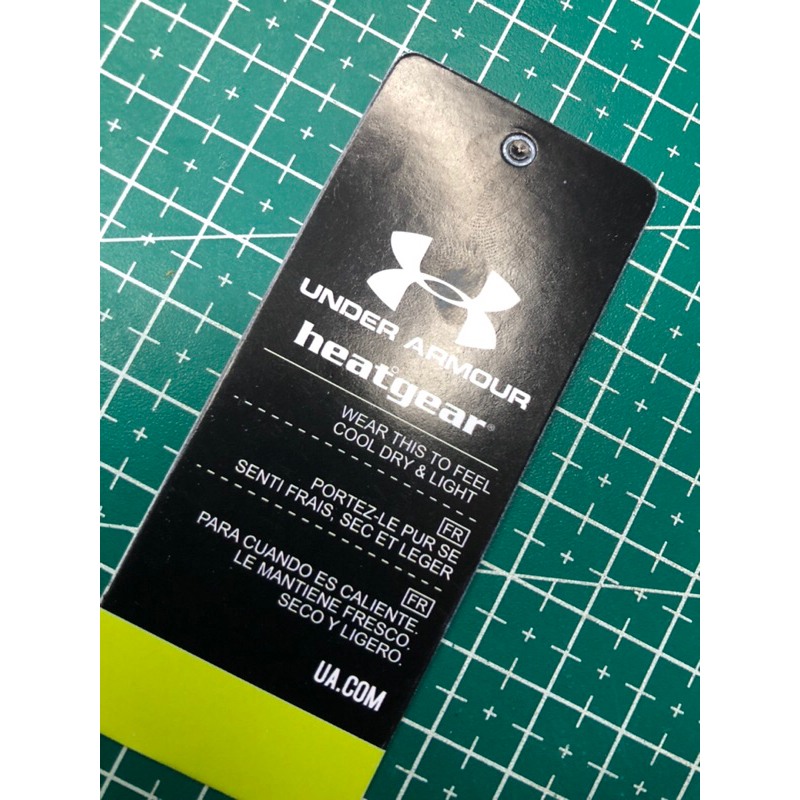 UNDER ARMOUR
heatgear®
WEAR THIS TO FEEL
COOL DRY & LIGHT
FR
PORTEZ-LE PUR SE
SENTI FRAIS, SEC ET LEGER
FR
PARA CUANDO ES CALIENTE.
LE MANTIENE FRESCO.
SECO Y LIGERO.
UA.COM